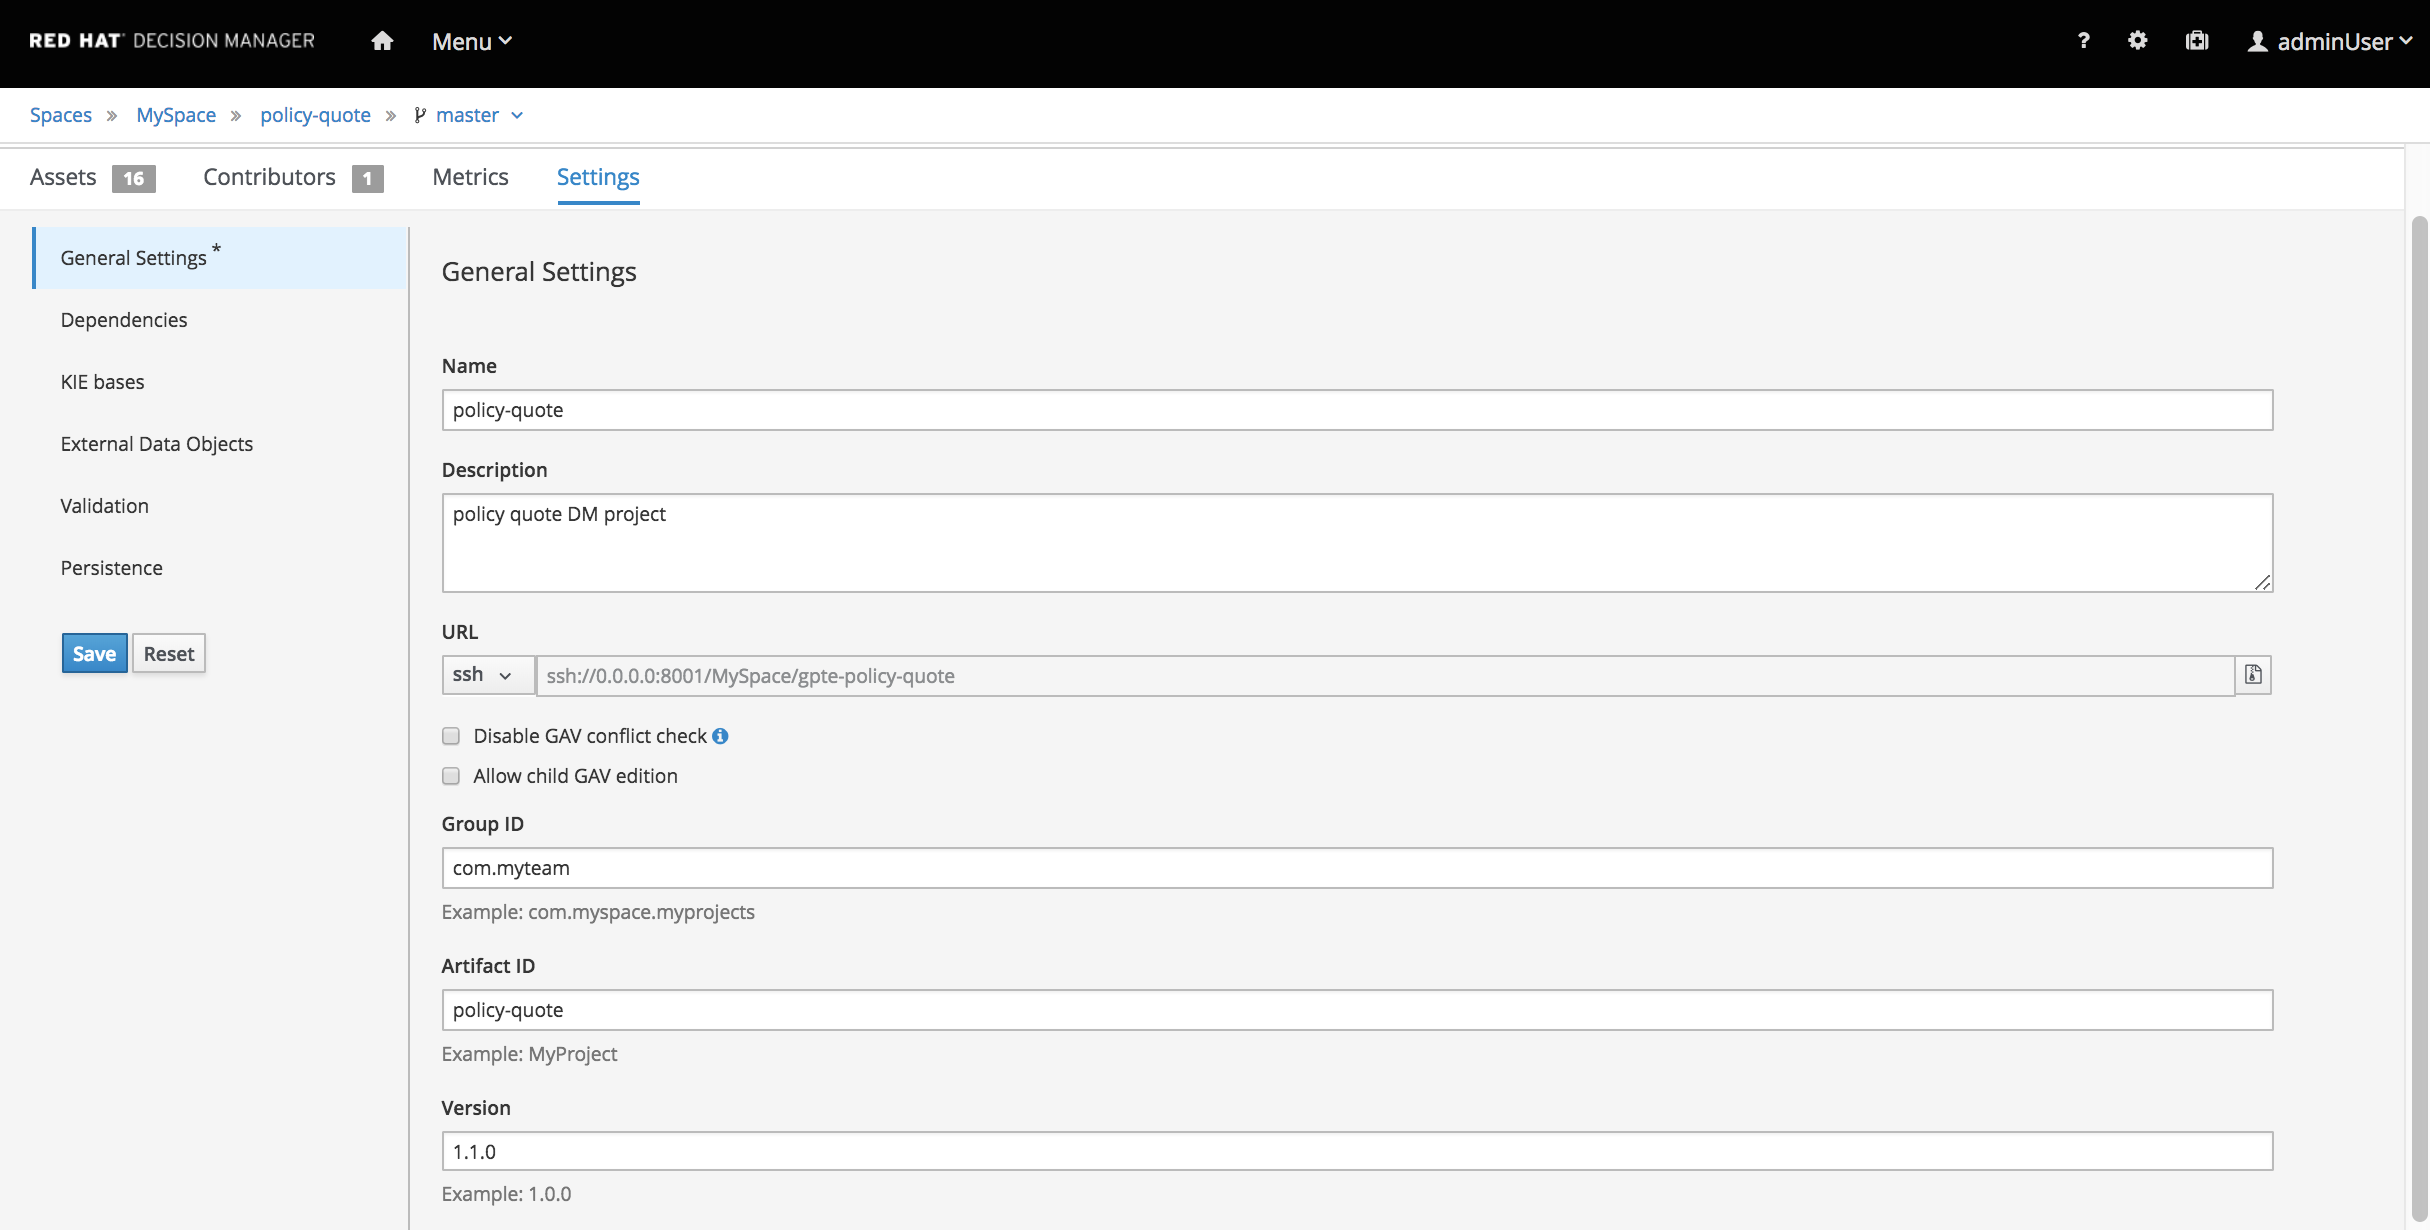 RED HAT DECISION MANAGER Menu ? adminUser
Spaces » MySpace » policy-quote » master
Assets 16 Contributors 1 Metrics Settings
General Settings *
Dependencies
KIE bases
External Data Objects
Validation
Persistence
Save Reset
General Settings
Name
policy-quote
Description
policy quote DM project
URL
ssh ssh://0.0.0.0:8001/MySpace/gpte-policy-quote
Disable GAV conflict check
Allow child GAV edition
Group ID
com.myteam
Example: com.myspace.myprojects
Artifact ID
policy-quote
Example: MyProject
Version
1.1.0
Example: 1.0.0